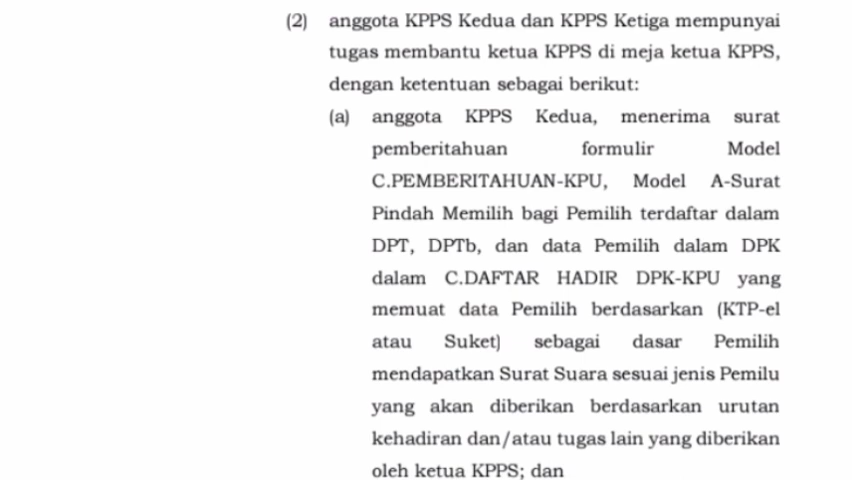 (2) anggota KPPS Kedua dan KPPS Ketiga mempunyai
tugas membantu ketua KPPS di meja ketua KPPS,
dengan ketentuan sebagai berikut:
(a) anggota KPPS Kedua, menerima surat
pemberitahuan formulir Model
C.PEMBERITAHUAN-KPU, Model A-Surat
Pindah Memilih bagi Pemilih terdaftar dalam
DPT, DPTb, dan data Pemilih dalam DPK
dalam C.DAFTAR HADIR DPK-KPU yang
memuat data Pemilih berdasarkan (KTP-el
atau Suket) sebagai dasar Pemilih
mendapatkan Surat Suara sesuai jenis Pemilu
yang akan diberikan berdasarkan urutan
kehadiran dan/atau tugas lain yang diberikan
oleh ketua KPPS; dan